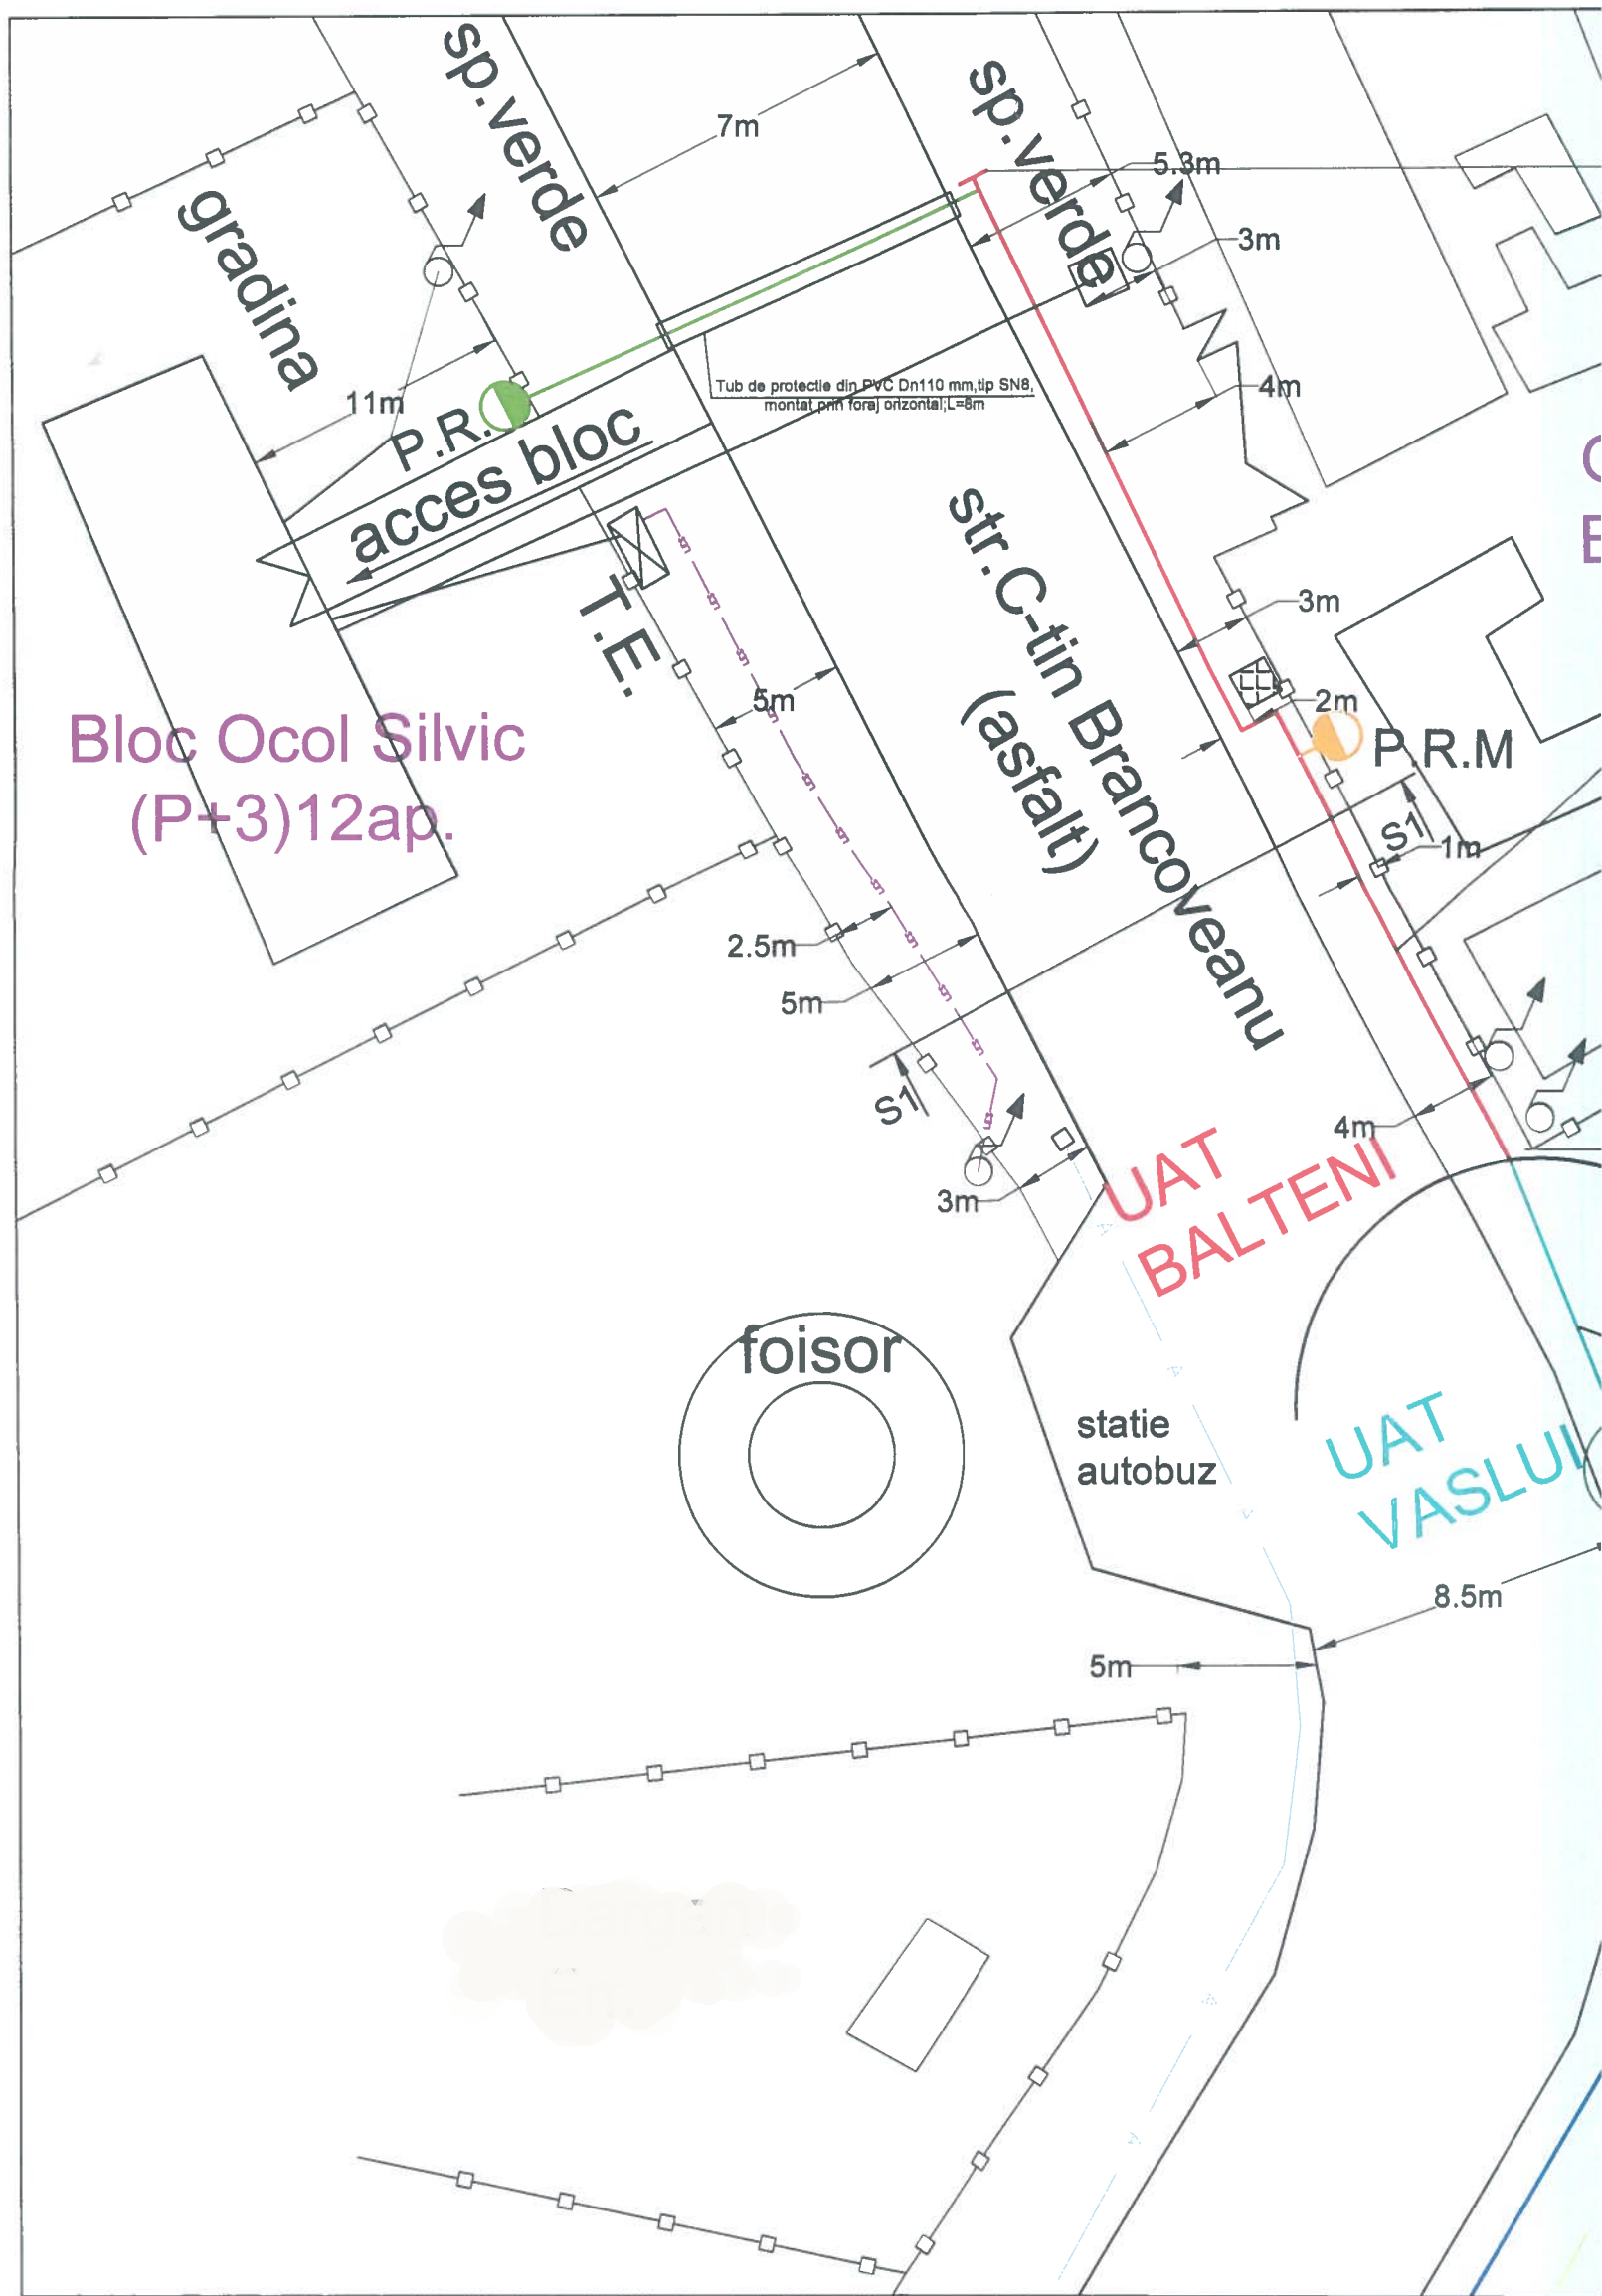 sp.verde
sp.verde
7m
5.3m
3m
gradina
Tub de protectie din PVC Dn110 mm,tip SN8,
montat prin foraj orizontal;L=8m
11m
4m
P.R.
acces bloc
str.C-tin Brancoveanu
(asfalt)
3m
T.E.
5m
2m
P.R.M
Bloc Ocol Silvic
(P+3)12ap.
S1
1m
2.5m
5m
S1
4m
3m
UAT
BALTENI
foisor
statie
autobuz
UAT
VASLUI
8.5m
5m